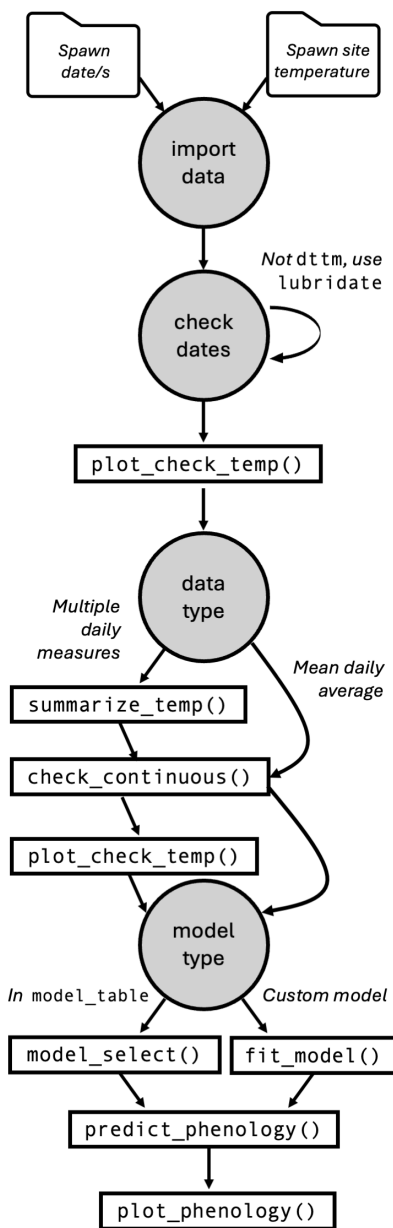 Spawn
date/s
Spawn site
temperature
import
data
Not dttm, use
lubridate
check
dates
plot_check_temp()
data
type
Multiple
daily
measures
Mean daily
average
summarize_temp()
check_continuous()
plot_check_temp()
model
type
In model_table
Custom model
model_select()
fit_model()
predict_phenology()
plot_phenology()